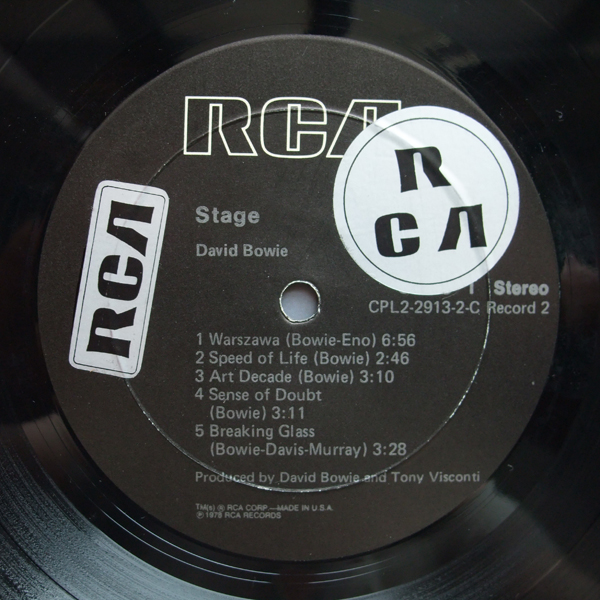 RCA
R
CA
RCA
Stage
David Bowie
1 Stereo
CPL2-2913-2-C Record 2
1 Warszawa (Bowie-Eno) 6:56
2 Speed of Life (Bowie) 2:46
3 Art Decade (Bowie) 3:10
4 Sense of Doubt
(Bowie) 3:11
5 Breaking Glass
(Bowie-Davis-Murray) 3:28
Produced by David Bowie and Tony Visconti
TM(s) ® RCA CORP.—MADE IN U.S.A.
℗ 1978 RCA RECORDS